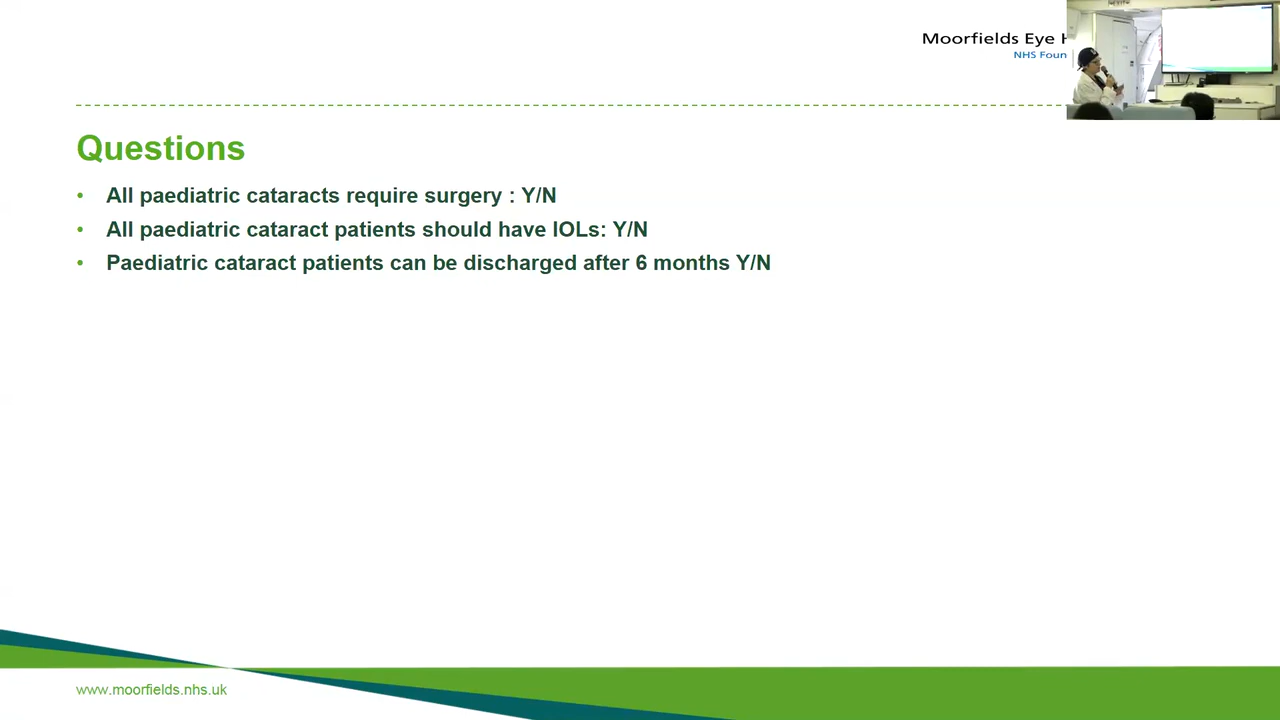 Moorfields Eye
NHS
Questions
• All paediatric cataracts require surgery : Y/N
• All paediatric cataract patients should have IOLs: Y/N
• Paediatric cataract patients can be discharged after 6 months Y/N
www.moorfields.nhs.uk